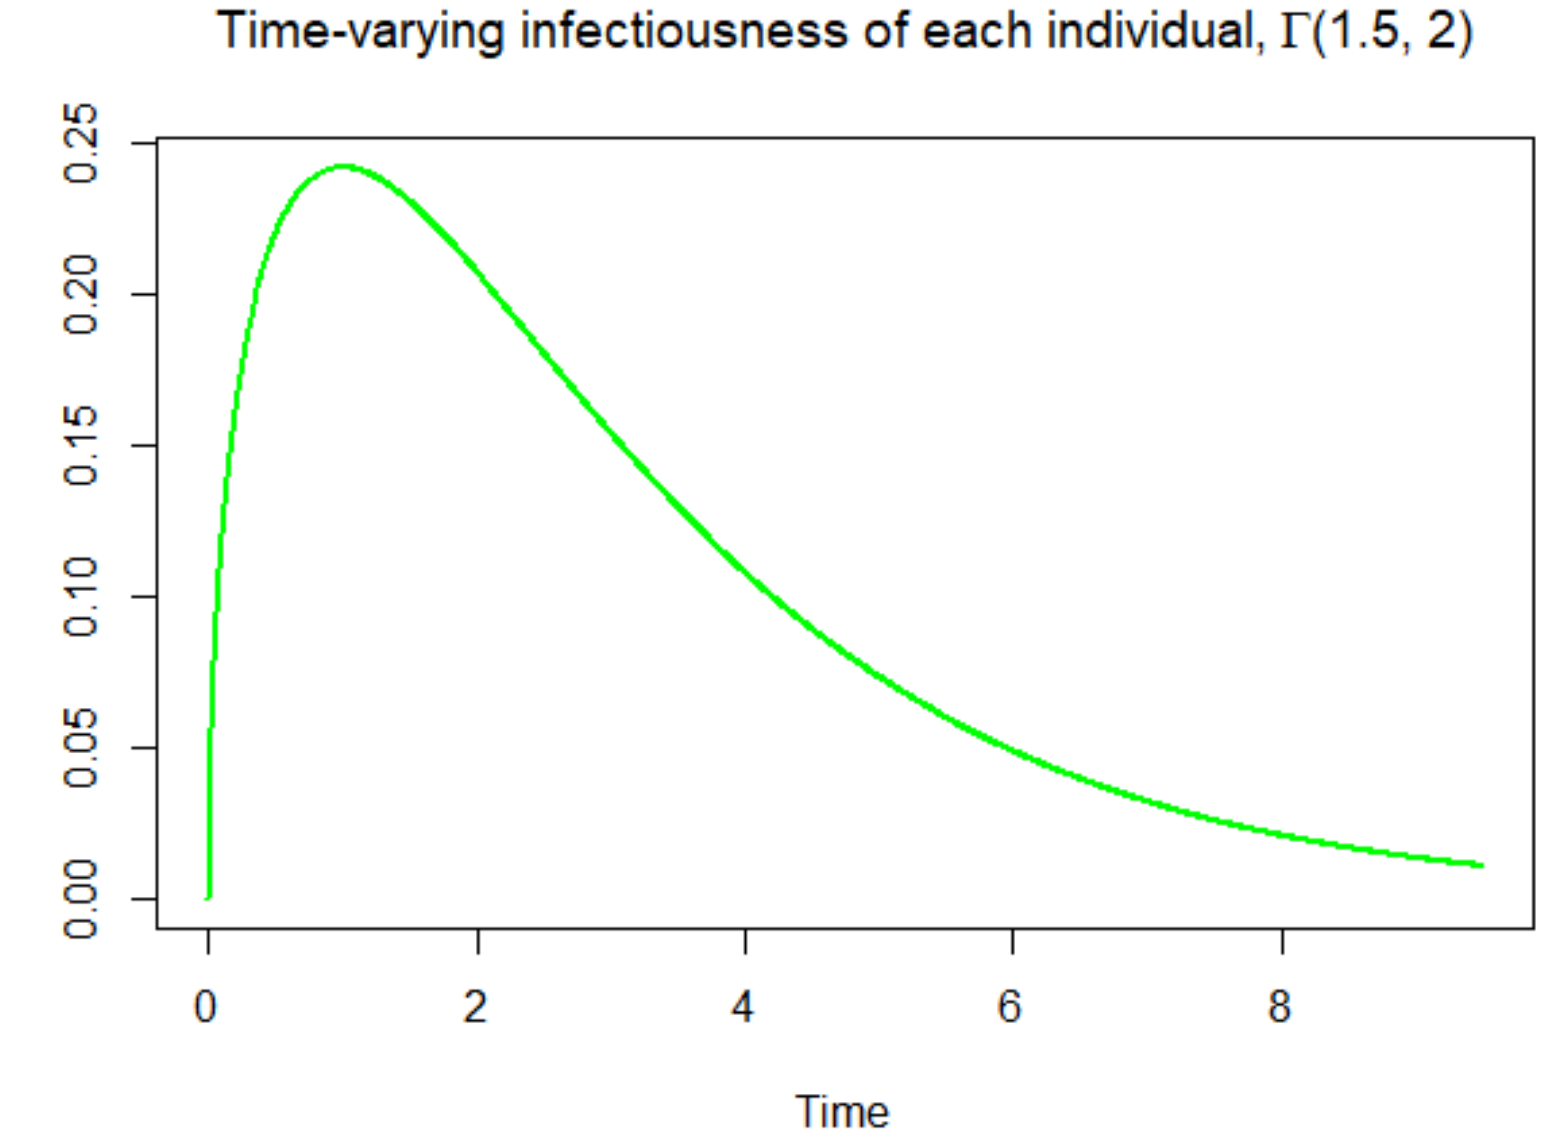 Time-varying infectiousness of each individual, Γ(1.5, 2)
0.25
0.20
0.15
0.10
0.05
0.00
0 2 4 6 8
Time